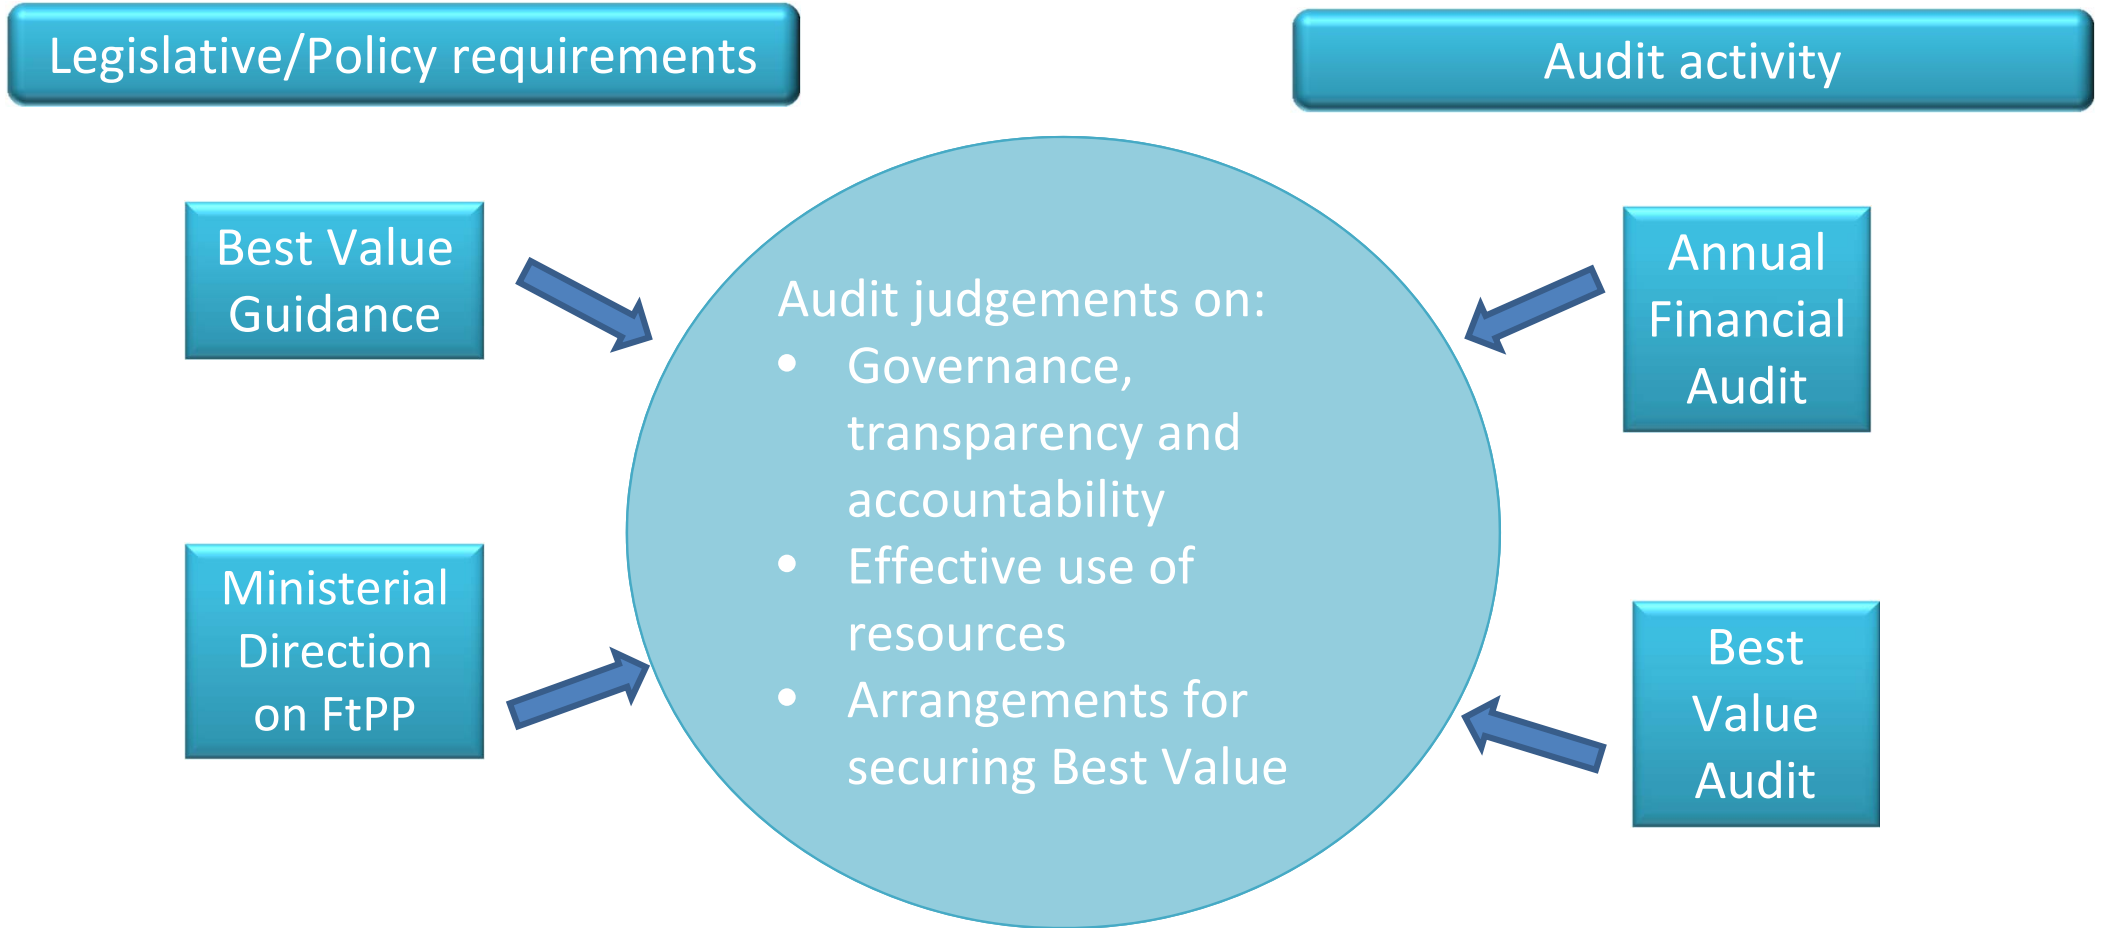 Legislative/Policy requirements
Audit activity
Best Value
Guidance
Ministerial
Direction
on FtPP
Audit judgements on:
• Governance,
transparency and
accountability
• Effective use of
resources
• Arrangements for
securing Best Value
Annual
Financial
Audit
Best
Value
Audit